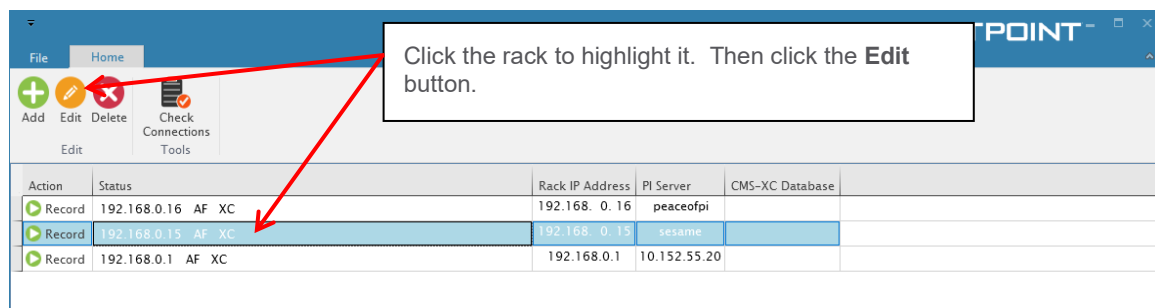 TPOINT
File Home
Click the rack to highlight it. Then click the Edit
button.
Add Edit Delete Check
Connections
Edit Tools
Action Status Rack IP Address PI Server CMS-XC Database
Record 192.168.0.16 AF XC 192.168. 0. 16 peaceofpi
Record 192.168.0.15 AF XC 192.168. 0. 15 sesame
Record 192.168.0.1 AF XC 192.168.0.1 10.152.55.20